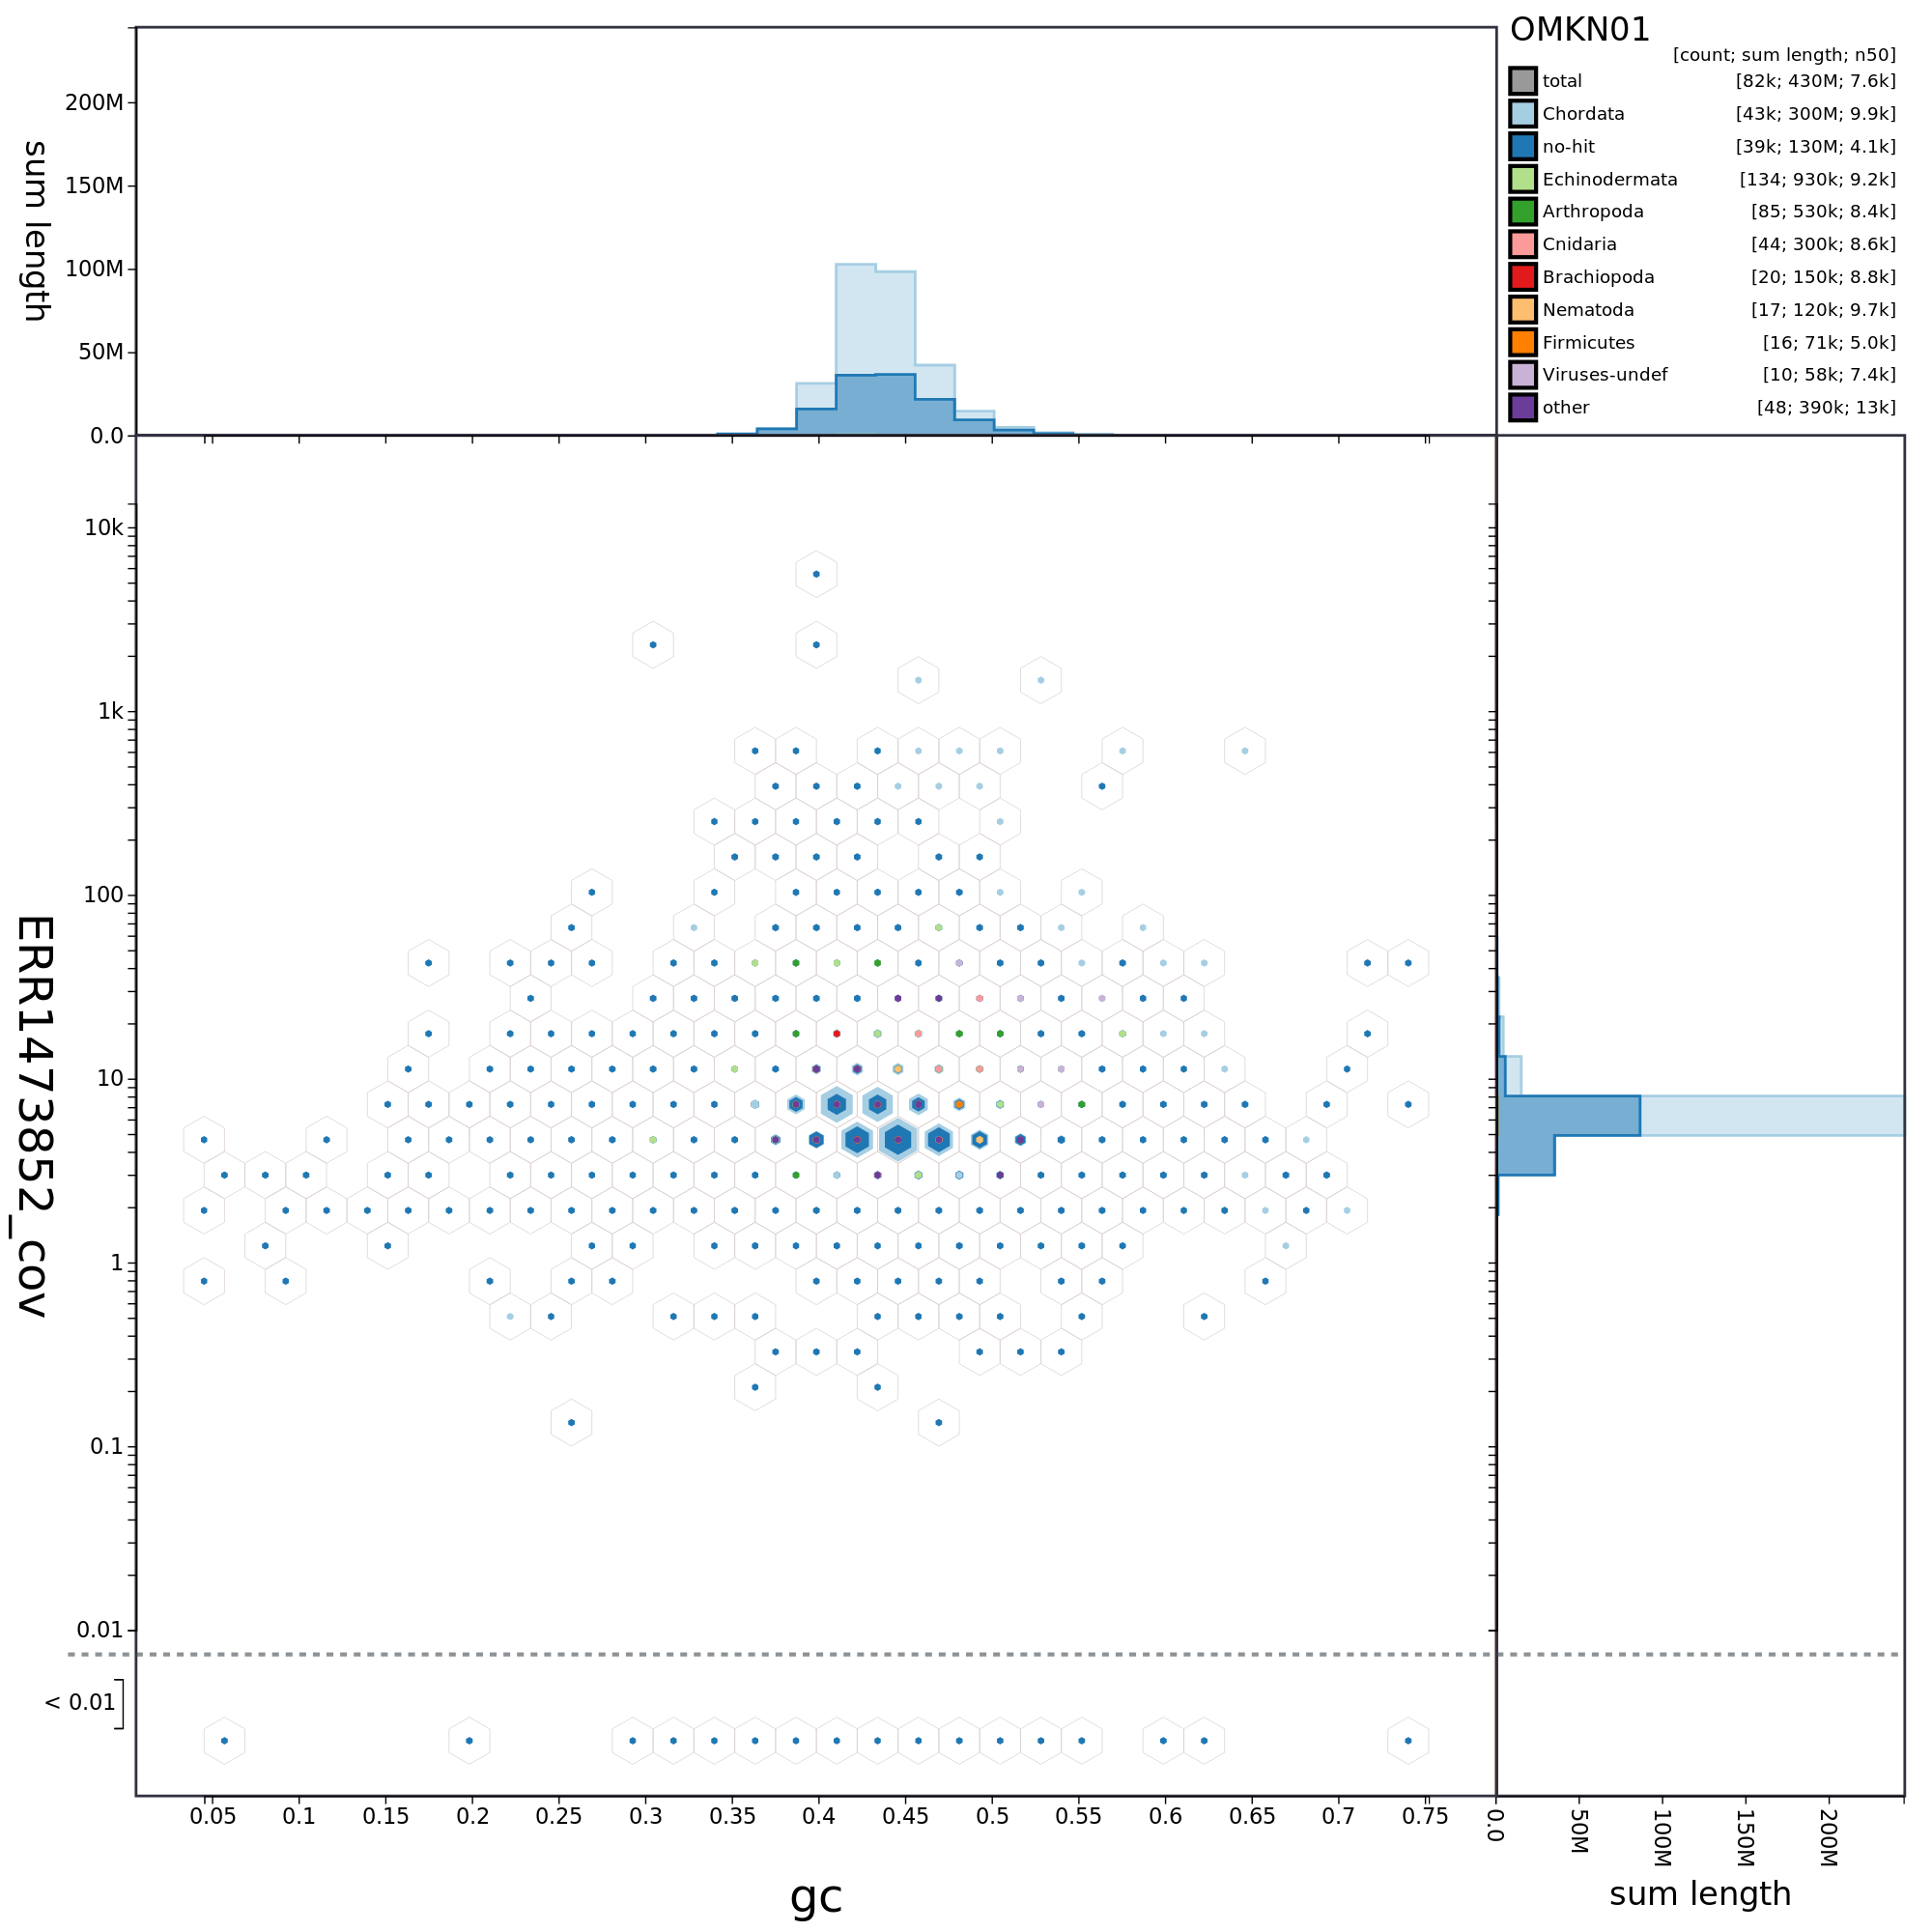 OMKN01
[count; sum length; n50]
total [82k; 430M; 7.6k]
Chordata [43k; 300M; 9.9k]
no-hit [39k; 130M; 4.1k]
Echinodermata [134; 930k; 9.2k]
Arthropoda [85; 530k; 8.4k]
Cnidaria [44; 300k; 8.6k]
Brachiopoda [20; 150k; 8.8k]
Nematoda [17; 120k; 9.7k]
Firmicutes [16; 71k; 5.0k]
Viruses-undef [10; 58k; 7.4k]
other [48; 390k; 13k]
sum length
200M
150M
100M
50M
0.0
ERR1473852_cov
10k
1k
100
10
1
0.1
0.01
< 0.01
0.05 0.1 0.15 0.2 0.25 0.3 0.35 0.4 0.45 0.5 0.55 0.6 0.65 0.7 0.75
gc
0.0 50M 100M 150M 200M
sum length